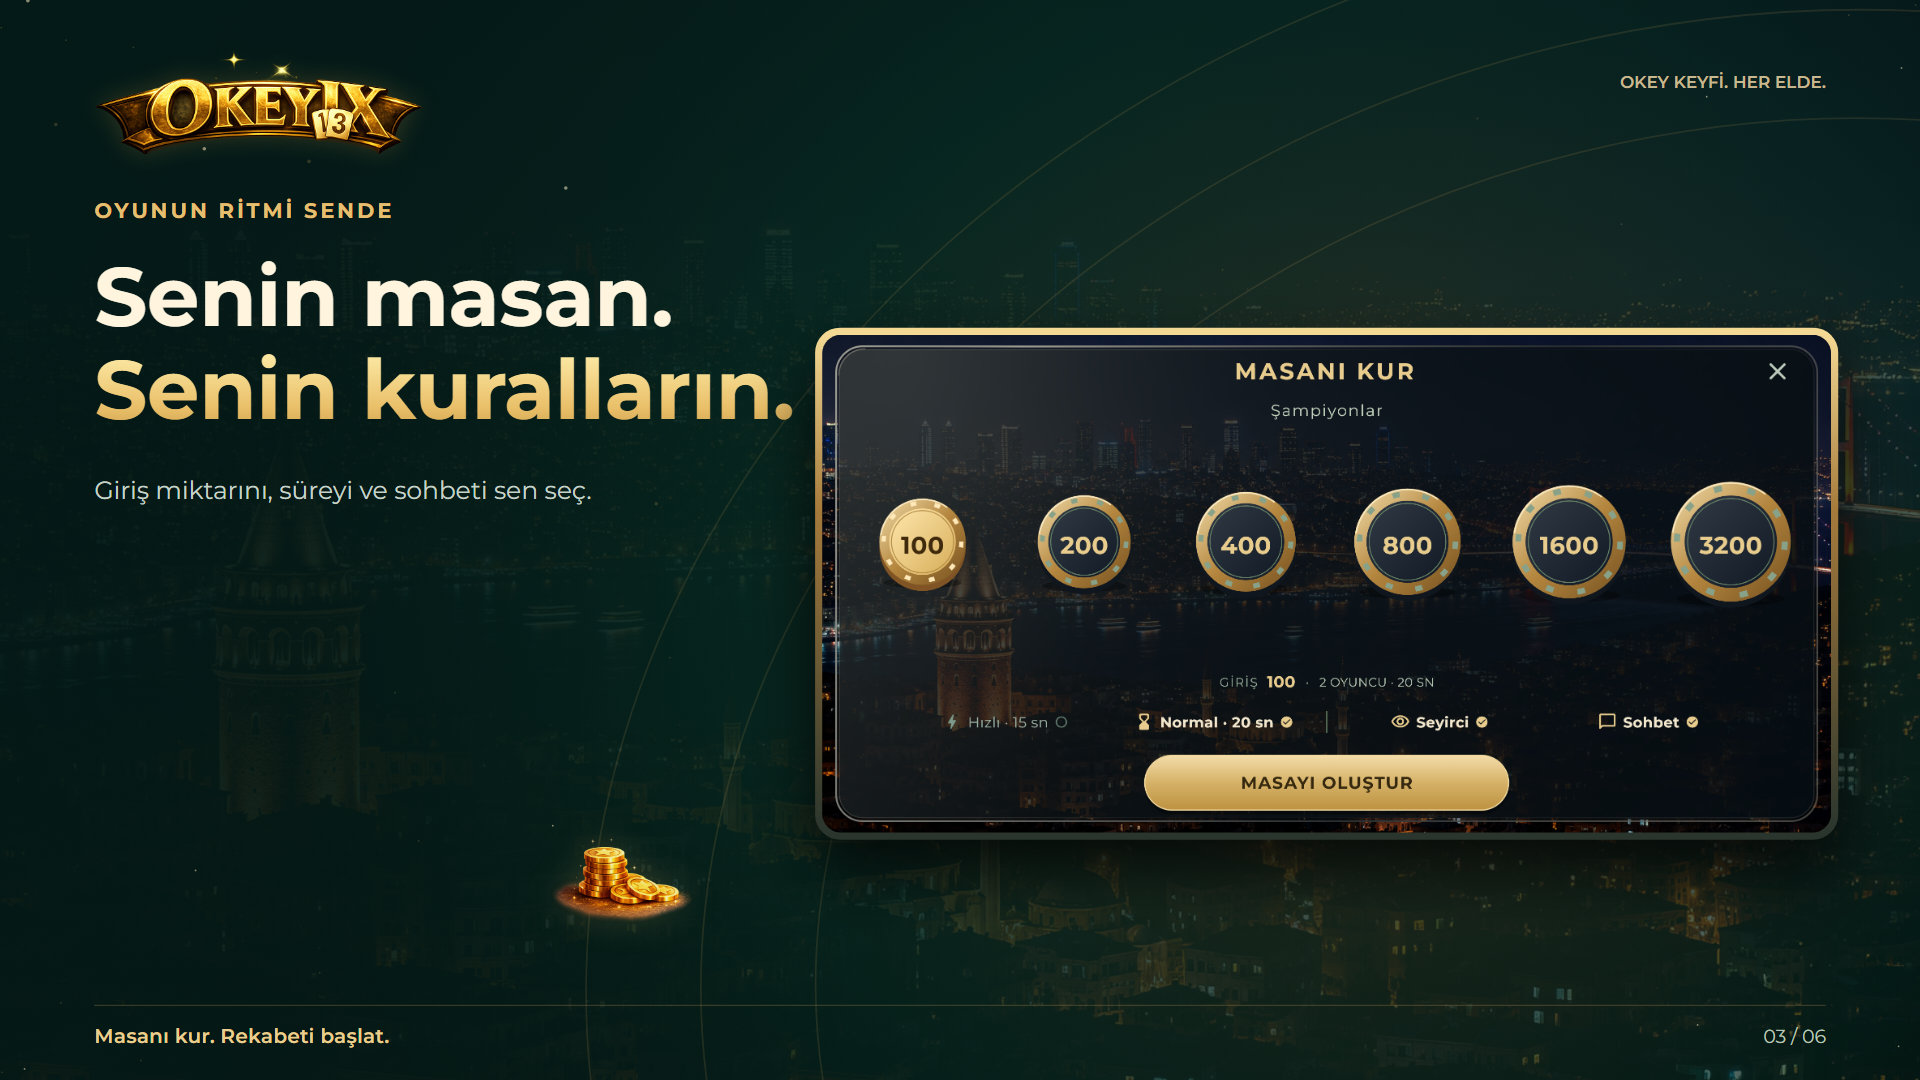 OKEYIX
13
OKEY KEYFİ. HER ELDE.
OYUNUN RİTMİ SENDE
Senin masan.
Senin kuralların.
Giriş miktarını, süreyi ve sohbeti sen seç.
MASANI KUR
Şampiyonlar
100 200 400 800 1600 3200
GİRİŞ 100 · 2 OYUNCU · 20 SN
Hızlı · 15 sn Normal · 20 sn Seyirci Sohbet
MASAYI OLUŞTUR
Masanı kur. Rekabeti başlat.
03 / 06